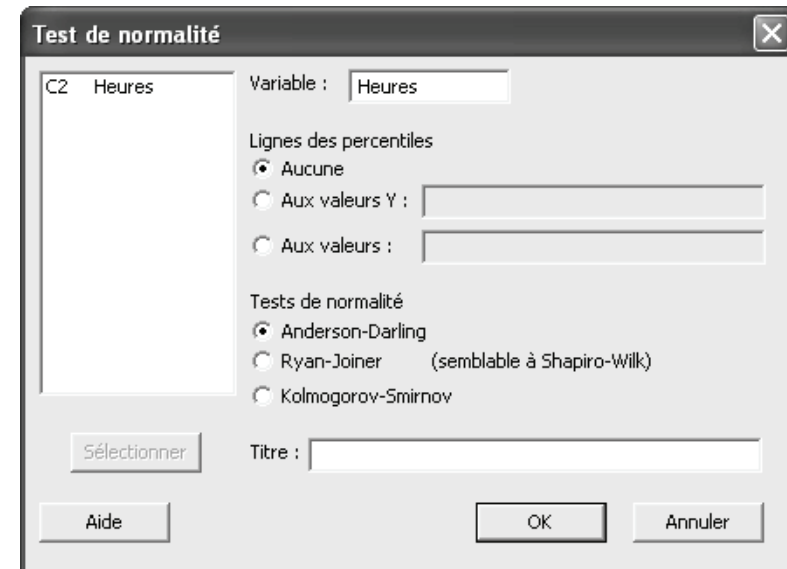 Test de normalité
C2 Heures
Variable : Heures
Lignes des percentiles
Aucune
Aux valeurs Y :
Aux valeurs :
Tests de normalité
Anderson-Darling
Ryan-Joiner (semblable à Shapiro-Wilk)
Kolmogorov-Smirnov
Sélectionner
Titre :
Aide
OK
Annuler